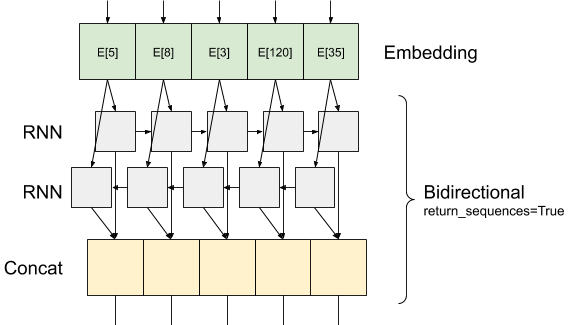 E[5] E[8] E[3] E[120] E[35]
Embedding
RNN
RNN
Bidirectional
return_sequences=True
Concat